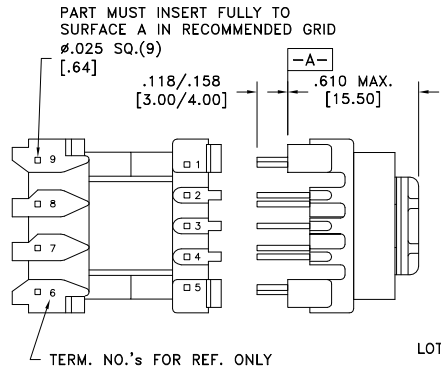 PART MUST INSERT FULLY TO
SURFACE A IN RECOMMENDED GRID
ø.025 SQ.(9)
[.64]
.118/.158
[3.00/4.00]
-A-
.610 MAX.
[15.50]
9
1
8
2
7
3
4
6
5
TERM. NO.'s FOR REF. ONLY
LOT